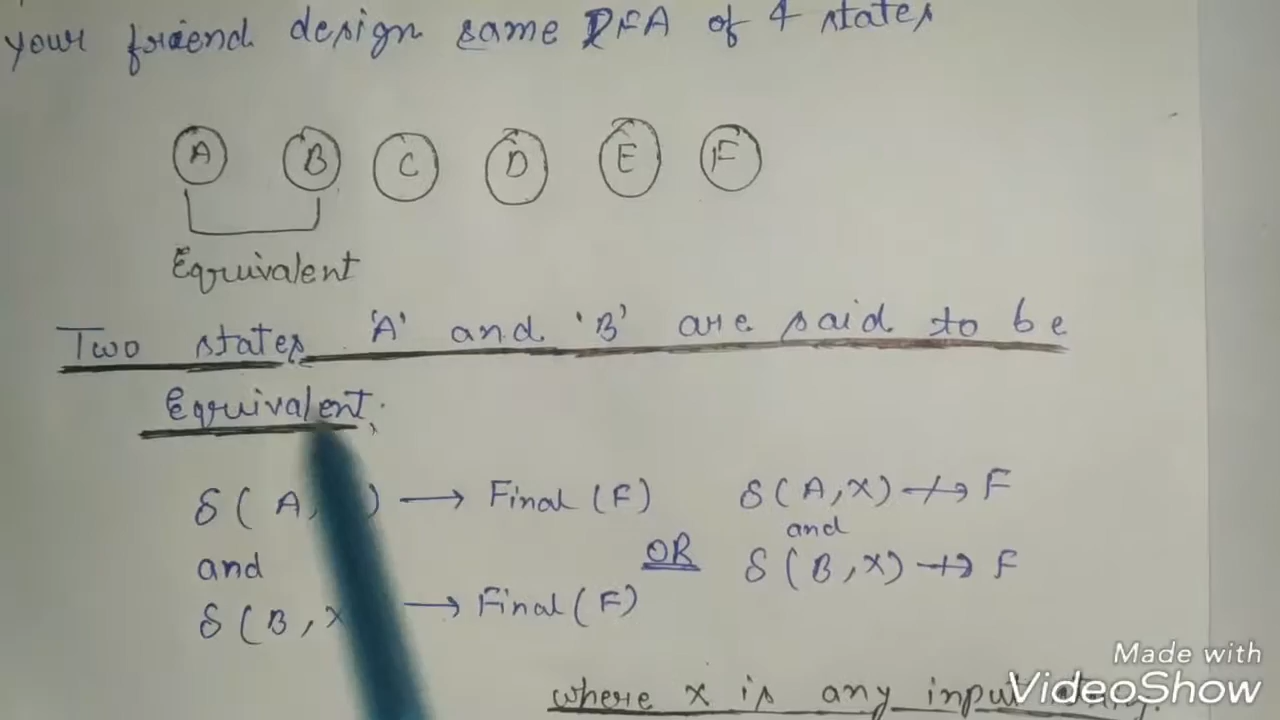 your friend design same DFA of 4 states
A B C D E F
Equivalent
Two states 'A' and 'B' are said to be
Equivalent.
δ(A, ) → Final (F) δ(A,X) ↛ F
and OR and
δ(B,X → Final (F) δ(B,X) ↛ F
where X is any input
Made with
VideoShow